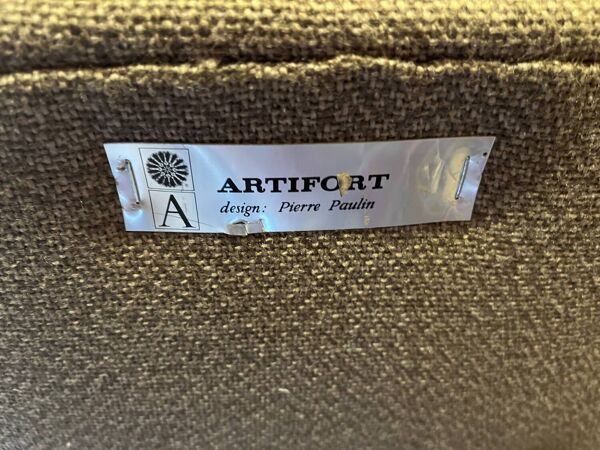 A
ARTIFORT
design: Pierre Paulin